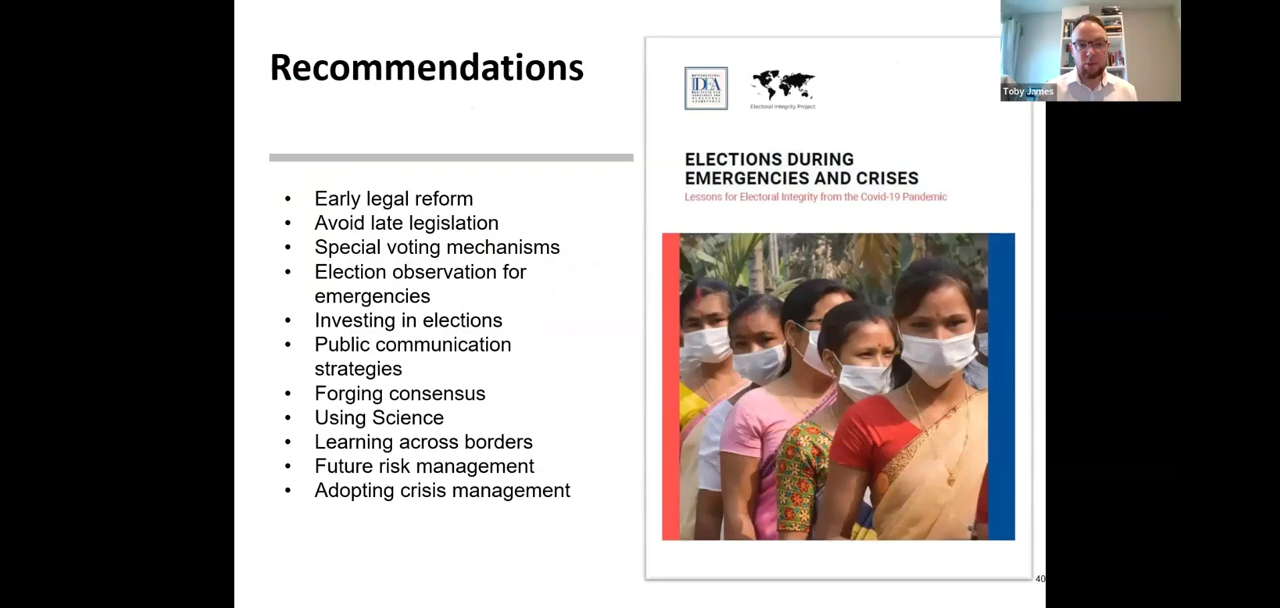 Recommendations
Early legal reform
Avoid late legislation
Special voting mechanisms
Election observation for
emergencies
Investing in elections
Public communication
strategies
Forging consensus
Using Science
Learning across borders
Future risk management
Adopting crisis management
IDEA
Electoral Integrity Project
ELECTIONS DURING
EMERGENCIES AND CRISES
Lessons for Electoral Integrity from the Covid-19 Pandemic
Toby James
40